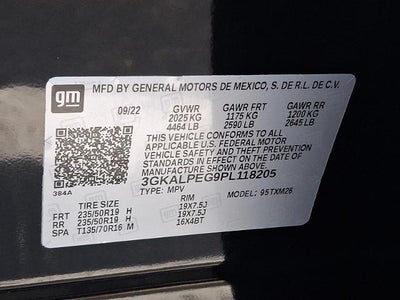 gm
MFD BY GENERAL MOTORS DE MEXICO, S. DE R.L. DE C.V.
09/22 GVWR GAWR FRT GAWR RR
2025 KG 1175 KG 1200 KG
4464 LB 2590 LB 2645 LB
THIS VEHICLE CONFORMS TO ALL
APPLICABLE U.S. FEDERAL MOTOR
VEHICLE SAFETY AND THEFT PREVENTION
STANDARDS IN EFFECT ON THE DATE OF
MANUFACTURE SHOWN ABOVE.
3GKALPEG9PL118205
384A TYPE: MPV MODEL: 95TXM26
TIRE SIZE RIM
FRT 235/50R19 H 19X7.5J
RR 235/50R19 H 19X7.5J
SPA T135/70R16 M 16X4BT